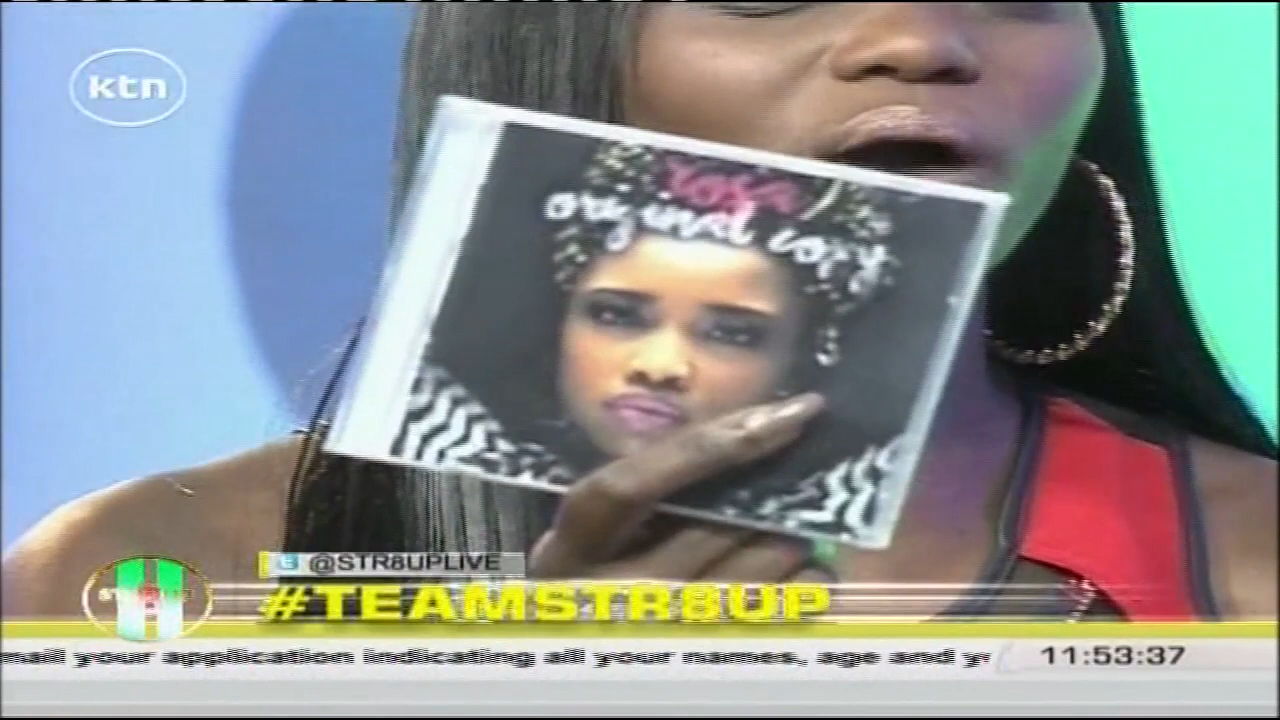 ktn
original copy
@STR8UPLIVE
#TEAMSTR8UP
mail your application indicating all your names, age and y
11:53:37